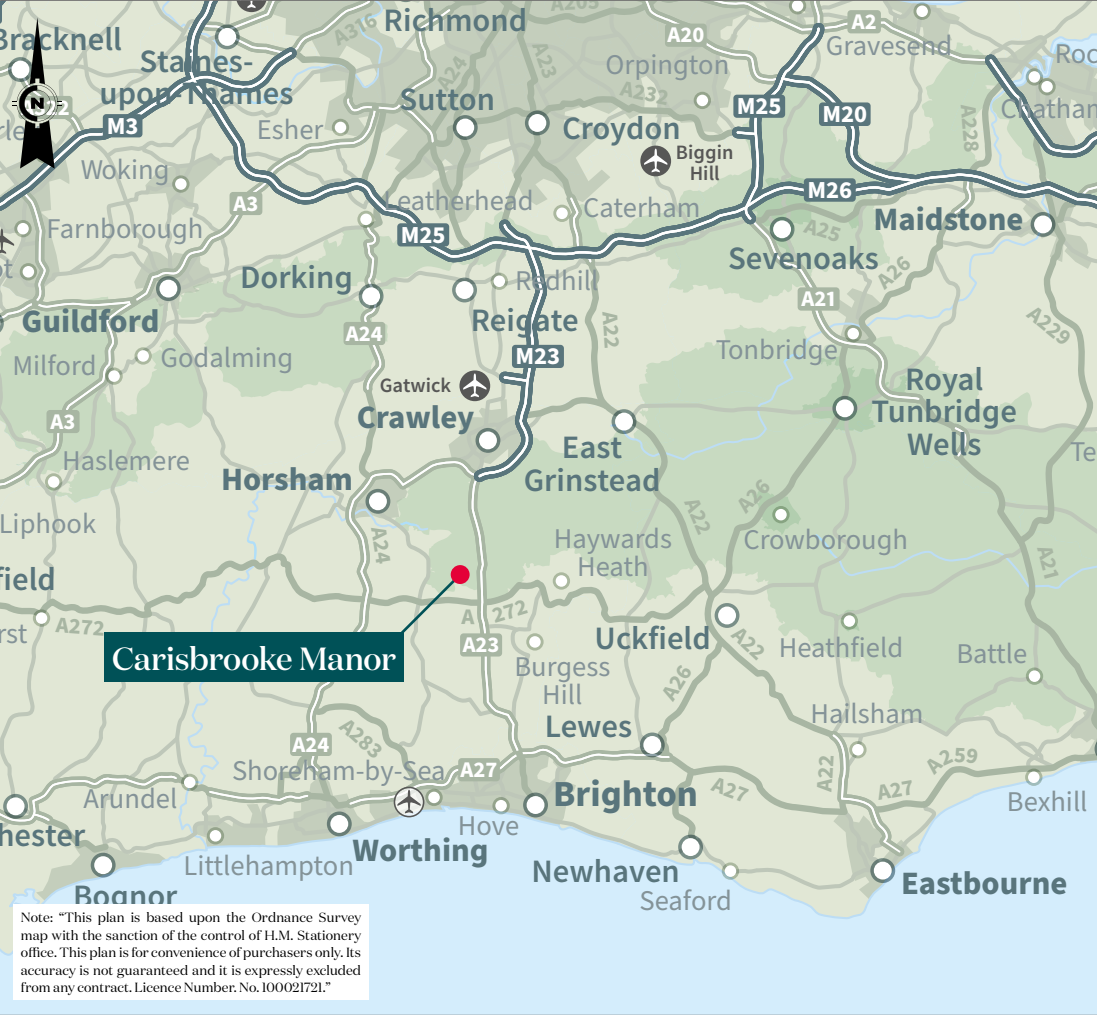 A205
Richmond
A316
A20
A2
Gravesend
Bracknell
Staines-
upon-Thames
A24
A23
Orpington
Roc
A322
M3
Sutton
A232
M25
M20
Chatham
Esher
Croydon
A228
Biggin
Hill
Woking
A3
Leatherhead
Caterham
M26
Farnborough
M25
Maidstone
Sevenoaks
A25
Dorking
Redhill
A26
A21
Guildford
Reigate
A24
A22
A229
Milford
Godalming
M23
Tonbridge
Gatwick
Royal
Tunbridge
Wells
A3
Crawley
East
Grinstead
Te
Haslemere
Horsham
A26
Liphook
A24
A22
Haywards
Heath
Crowborough
A21
field
rst
A272
A 272
Carisbrooke Manor
A23
Uckfield
A22
Heathfield
Battle
Burgess
Hill
A26
Lewes
Hailsham
A24
A283
Shoreham-by-Sea
A27
A22
A259
Arundel
A27
A27
Bexhill
Brighton
hester
Hove
Worthing
Littlehampton
Newhaven
Eastbourne
Bognor
Seaford
Note: “This plan is based upon the Ordnance Survey
map with the sanction of the control of H.M. Stationery
office. This plan is for convenience of purchasers only. Its
accuracy is not guaranteed and it is expressly excluded
from any contract. Licence Number. No. 100021721.”
N